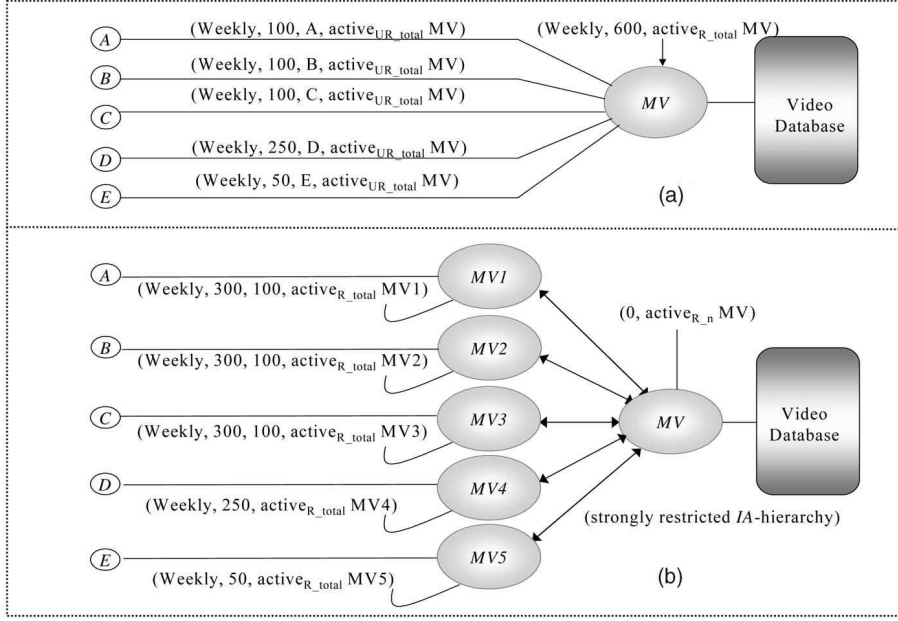 A
(Weekly, 100, A, active_UR_total MV)
(Weekly, 600, active_R_total MV)
B
(Weekly, 100, B, active_UR_total MV)
C
(Weekly, 100, C, active_UR_total MV)
MV
Video
Database
D
(Weekly, 250, D, active_UR_total MV)
E
(Weekly, 50, E, active_UR_total MV)
(a)
A
MV1
(Weekly, 300, 100, active_R_total MV1)
(0, active_R_n MV)
B
MV2
(Weekly, 300, 100, active_R_total MV2)
C
MV3
(Weekly, 300, 100, active_R_total MV3)
MV
Video
Database
D
MV4
(Weekly, 250, active_R_total MV4)
(strongly restricted IA-hierarchy)
E
MV5
(Weekly, 50, active_R_total MV5)
(b)